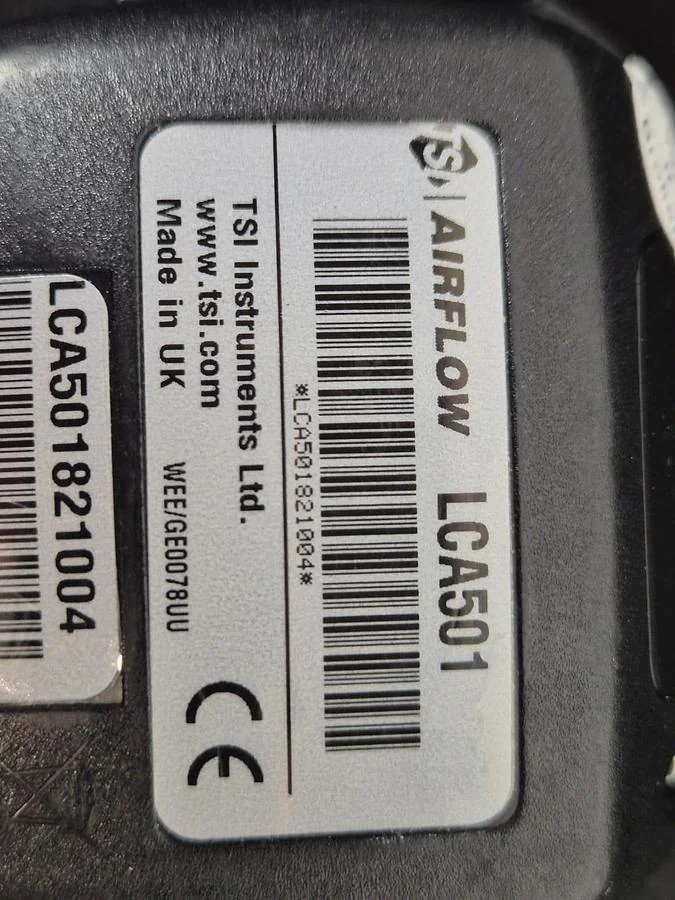 TSI AIRFLOW LCA501
*LCA501821004*
TSI Instruments Ltd.
www.tsi.com
Made in UK WEE/GE0078UU
CE
LCA501821004